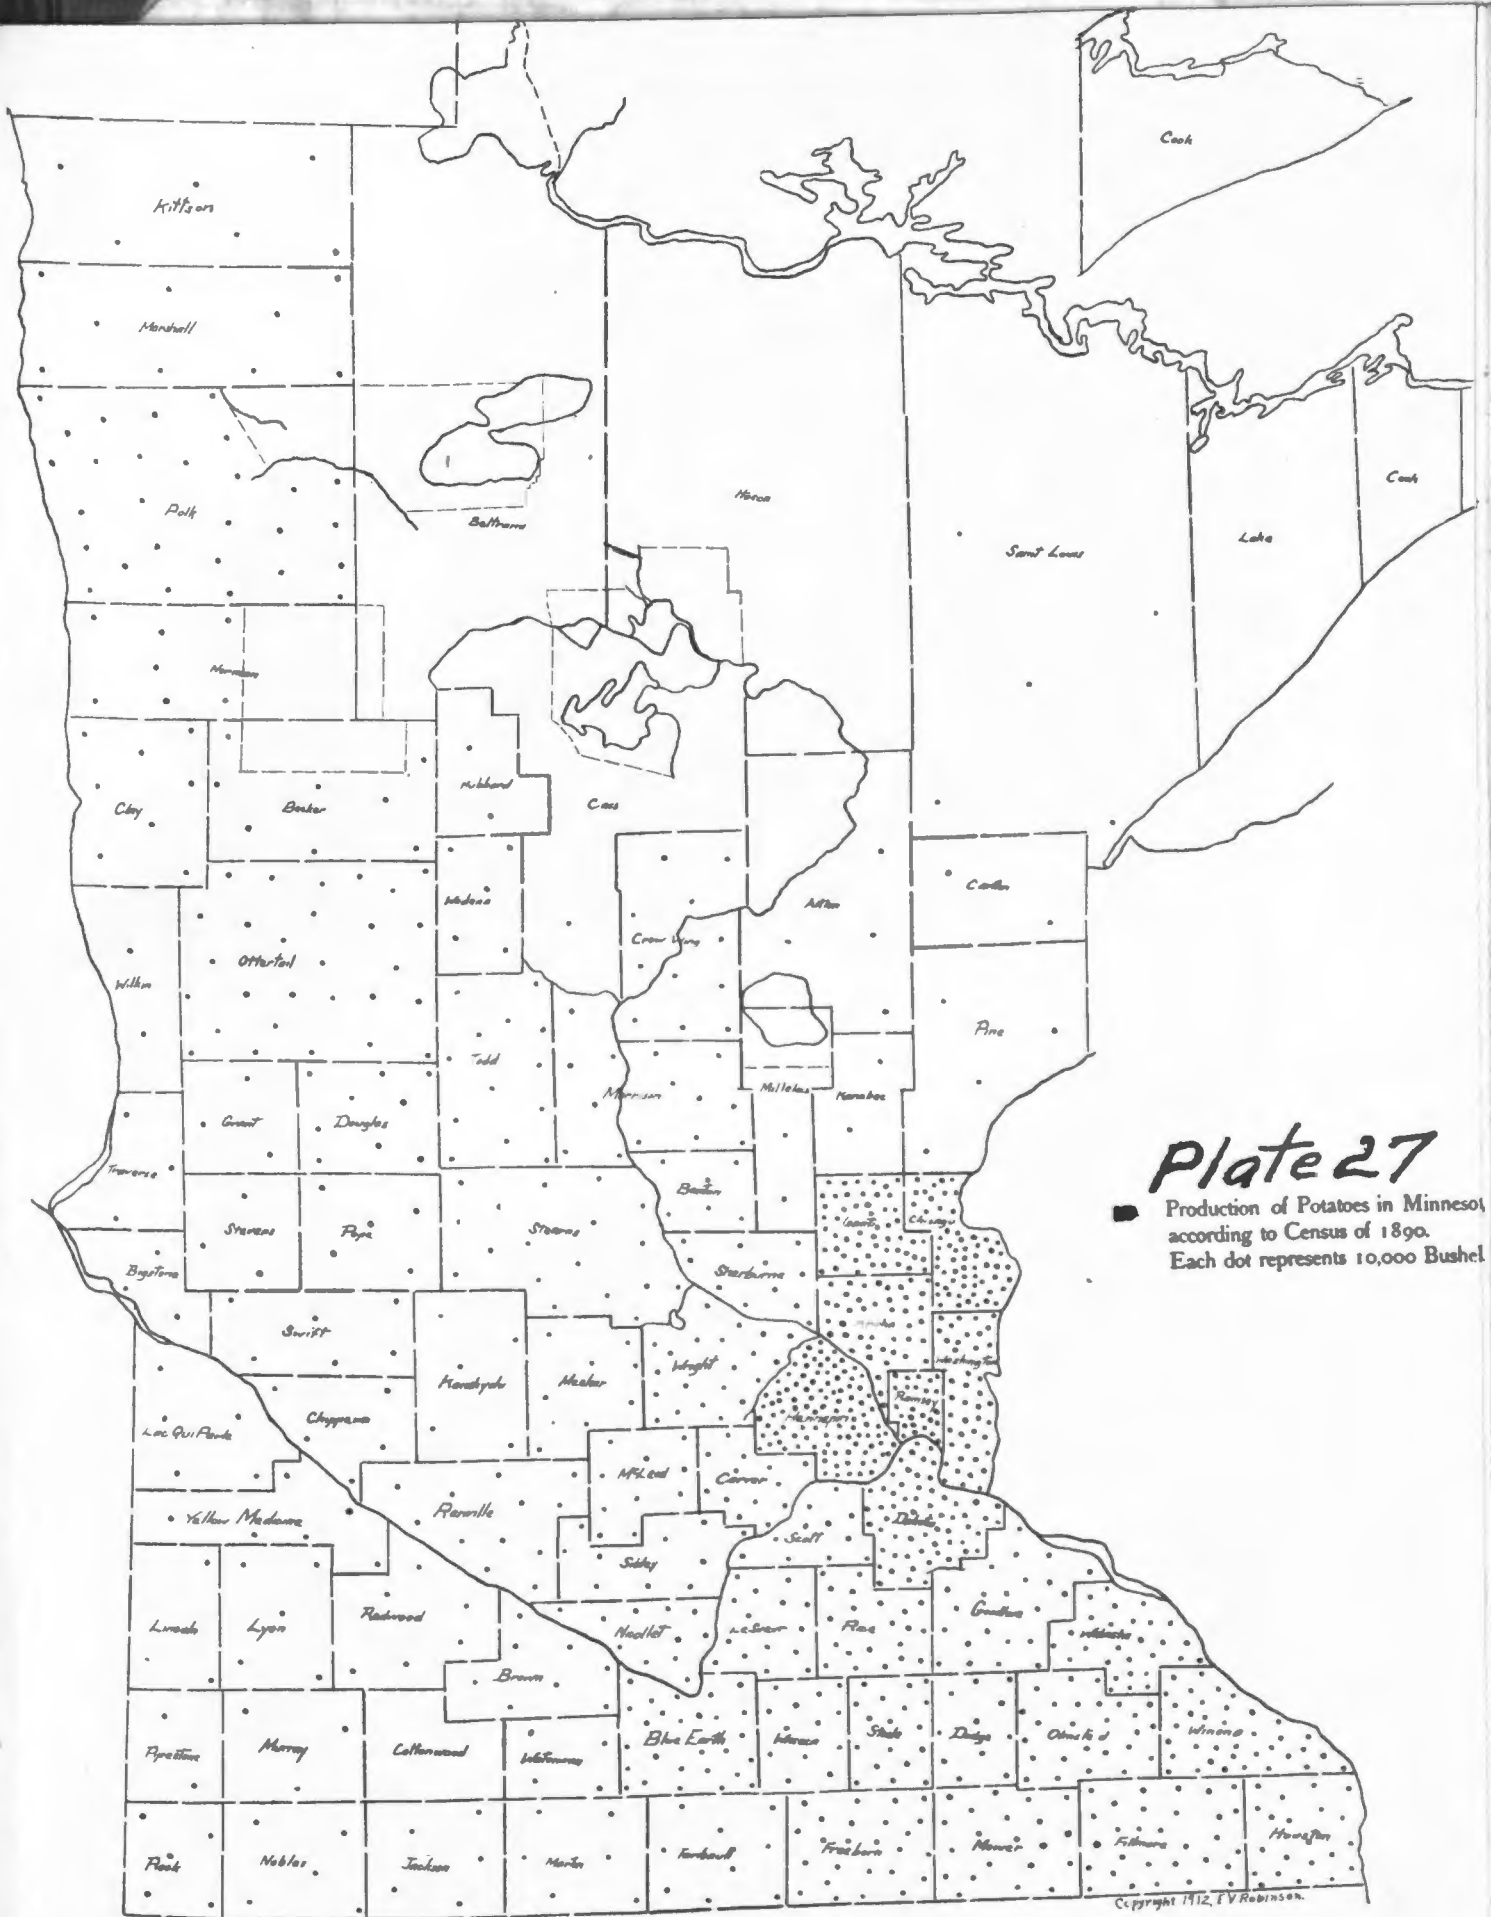 Cook
Kittson
Marshall
Polk
Beltrami
Itasca
Saint Louis
Lake
Cook
Norman
Clay
Becker
Hubbard
Cass
Wadena
Crow Wing
Aitkin
Carlton
Wilkin
Ottertail
Todd
Morrison
Pine
Grant
Douglas
Kanabec
Traverse
Stevens
Pope
Stearns
Benton
Isanti
Chisago
Plate 27
Production of Potatoes in Minnesot
according to Census of 1890.
Each dot represents 10,000 Bushel
Bigstone
Swift
Sherburne
Washington
Kandiyohi
Meeker
Wright
Hennepin
Ramsey
Lac Qui Parle
Chippewa
McLeod
Carver
Yellow Medicine
Renville
Sibley
Scott
Dakota
Lincoln
Lyon
Redwood
Nicollet
LeSueur
Rice
Goodhue
Wabasha
Brown
Pipestone
Murray
Cottonwood
Watonwan
Blue Earth
Waseca
Steele
Dodge
Olmsted
Winona
Rock
Nobles
Jackson
Martin
Faribault
Freeborn
Mower
Fillmore
Houston
Copyright 1912, E V Robinson.